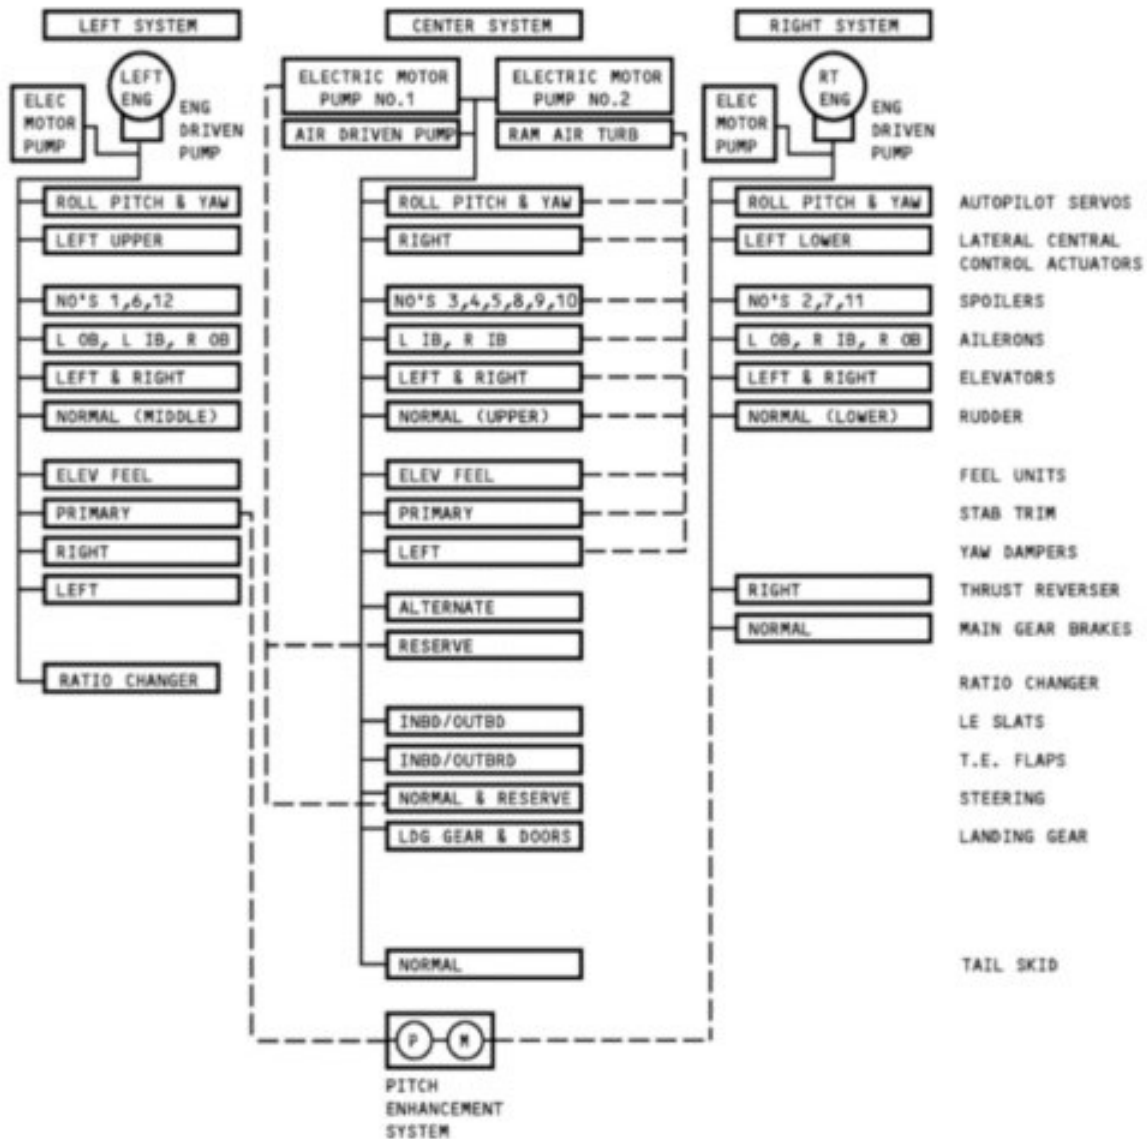 LEFT SYSTEM
CENTER SYSTEM
RIGHT SYSTEM
ELEC
MOTOR
PUMP
LEFT
ENG
ENG
DRIVEN
PUMP
ELECTRIC MOTOR
PUMP NO.1
ELECTRIC MOTOR
PUMP NO.2
AIR DRIVEN PUMP
RAM AIR TURB
ELEC
MOTOR
PUMP
RT
ENG
ENG
DRIVEN
PUMP
ROLL PITCH & YAW
ROLL PITCH & YAW
ROLL PITCH & YAW
AUTOPILOT SERVOS
LEFT UPPER
RIGHT
LEFT LOWER
LATERAL CENTRAL
CONTROL ACTUATORS
NO'S 1,6,12
NO'S 3,4,5,8,9,10
NO'S 2,7,11
SPOILERS
L OB, L IB, R OB
L IB, R IB
L OB, R IB, R OB
AILERONS
LEFT & RIGHT
LEFT & RIGHT
LEFT & RIGHT
ELEVATORS
NORMAL (MIDDLE)
NORMAL (UPPER)
NORMAL (LOWER)
RUDDER
ELEV FEEL
ELEV FEEL
FEEL UNITS
PRIMARY
PRIMARY
STAB TRIM
RIGHT
LEFT
YAW DAMPERS
LEFT
RIGHT
THRUST REVERSER
ALTERNATE
NORMAL
MAIN GEAR BRAKES
RESERVE
RATIO CHANGER
RATIO CHANGER
INBD/OUTBD
LE SLATS
INBD/OUTBRD
T.E. FLAPS
NORMAL & RESERVE
STEERING
LDG GEAR & DOORS
LANDING GEAR
NORMAL
TAIL SKID
P
M
PITCH
ENHANCEMENT
SYSTEM